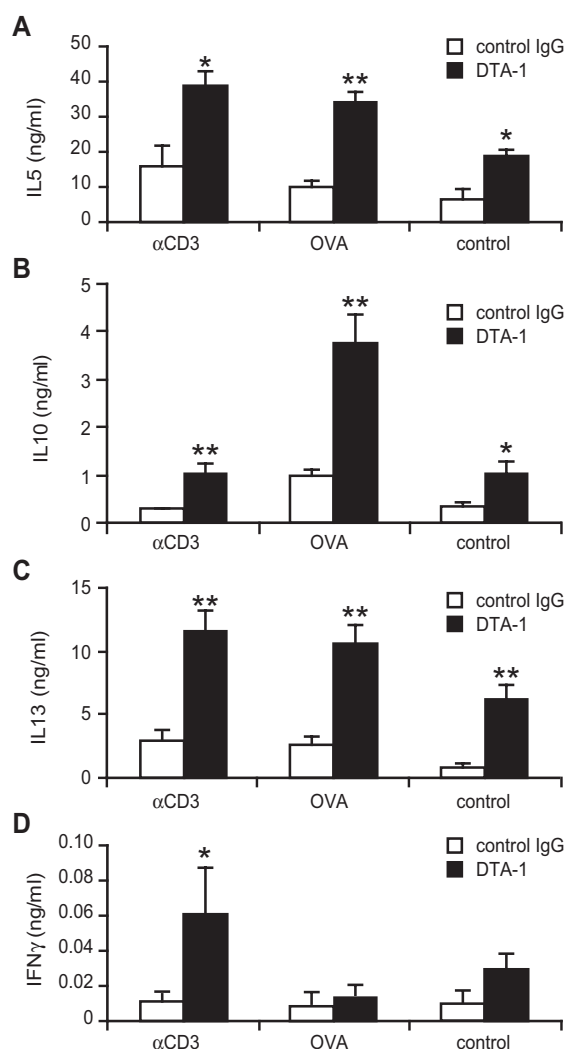 A
50
40
30
20
10
0
IL5 (ng/ml)
* ** *
control IgG
DTA-1
αCD3 OVA control
B
5
4
3
2
1
0
IL10 (ng/ml)
** ** *
control IgG
DTA-1
αCD3 OVA control
C
15
10
5
0
IL13 (ng/ml)
** ** **
control IgG
DTA-1
αCD3 OVA control
D
0.10
0.08
0.06
0.04
0.02
0
IFNγ (ng/ml)
*
control IgG
DTA-1
αCD3 OVA control